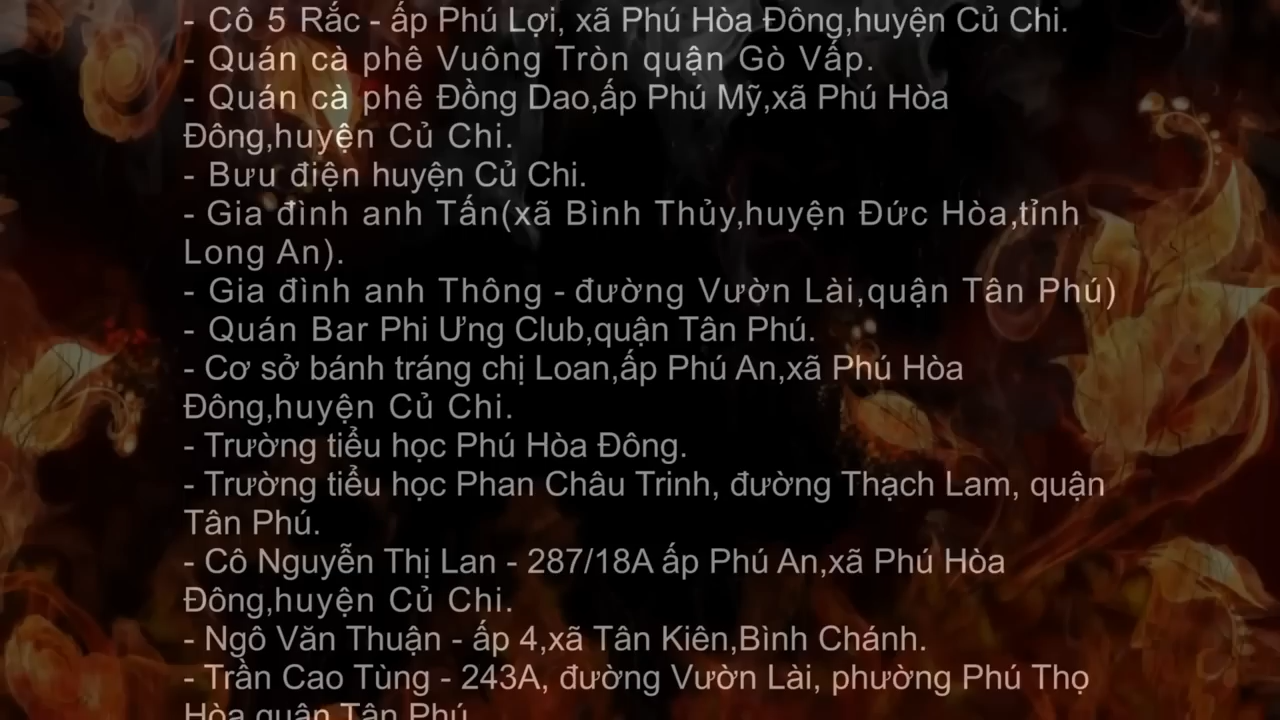 - Cô 5 Rắc - ấp Phú Lợi, xã Phú Hòa Đông,huyện Củ Chi.
- Quán cà phê Vuông Tròn quận Gò Vấp.
- Quán cà phê Đồng Dao,ấp Phú Mỹ,xã Phú Hòa
Đông,huyện Củ Chi.
- Bưu điện huyện Củ Chi.
- Gia đình anh Tấn(xã Bình Thủy,huyện Đức Hòa,tỉnh
Long An).
- Gia đình anh Thông - đường Vườn Lài,quận Tân Phú)
- Quán Bar Phi Ưng Club,quận Tân Phú.
- Cơ sở bánh tráng chị Loan,ấp Phú An,xã Phú Hòa
Đông,huyện Củ Chi.
- Trường tiểu học Phú Hòa Đông.
- Trường tiểu học Phan Châu Trinh, đường Thạch Lam, quận
Tân Phú.
- Cô Nguyễn Thị Lan - 287/18A ấp Phú An,xã Phú Hòa
Đông,huyện Củ Chi.
- Ngô Văn Thuận - ấp 4,xã Tân Kiên,Bình Chánh.
- Trần Cao Tùng - 243A, đường Vườn Lài, phường Phú Thọ
Hòa,quận Tân Phú